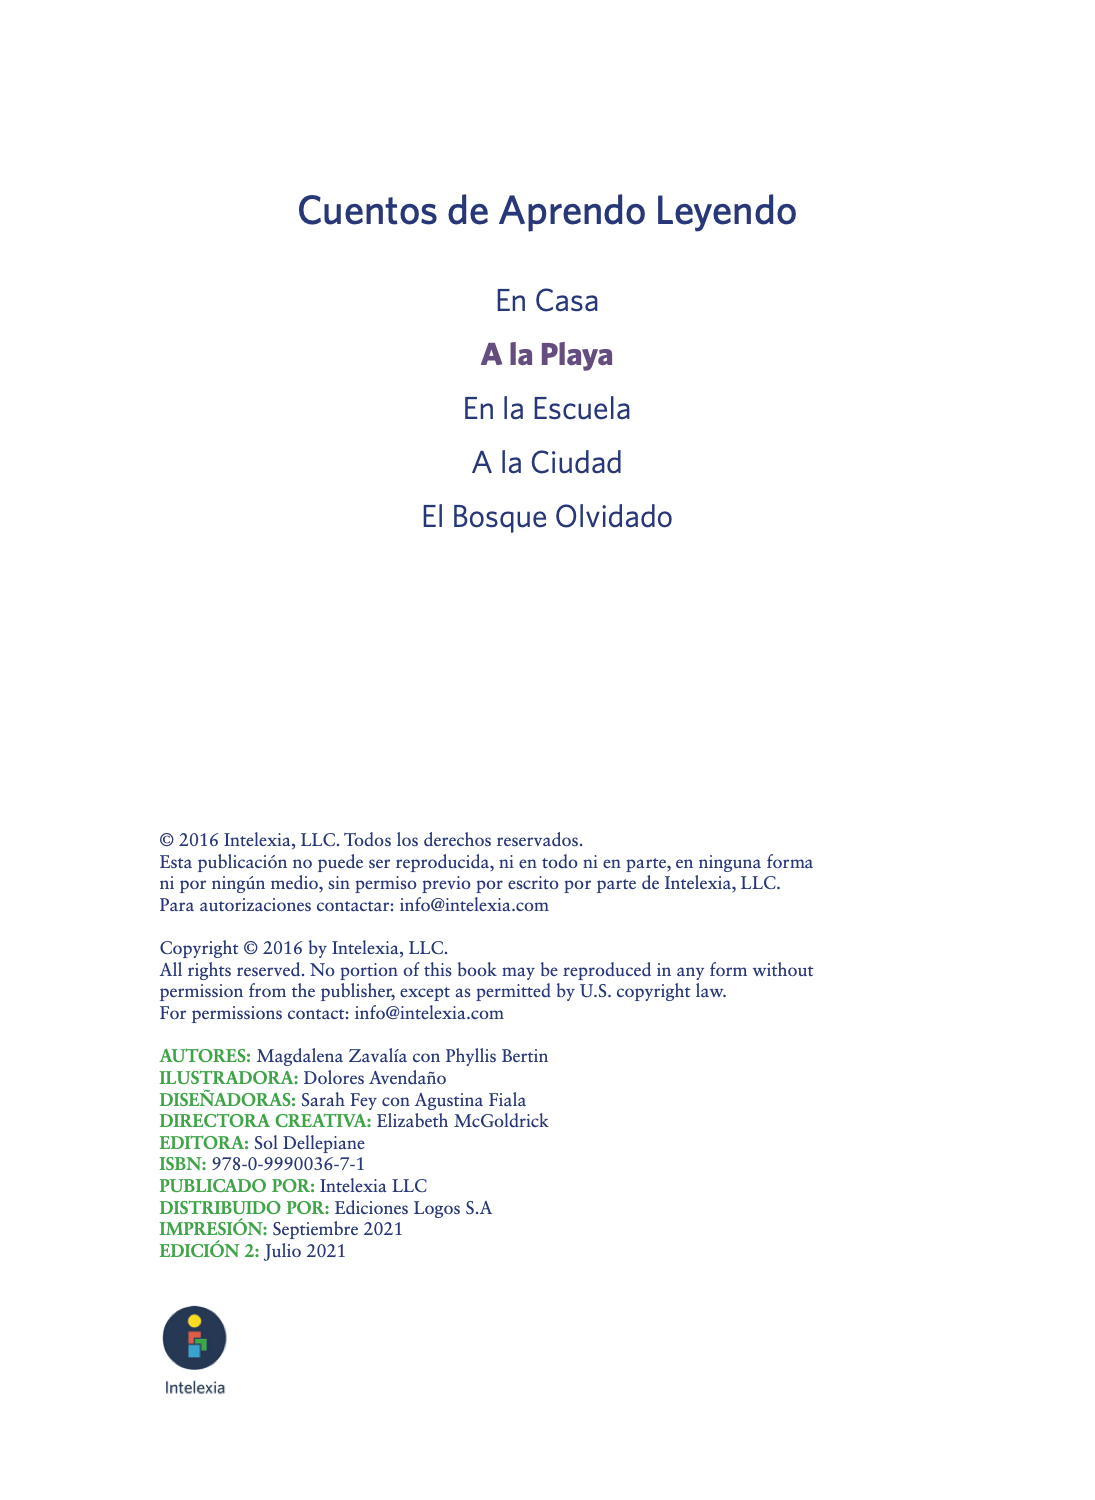 Cuentos de Aprendo Leyendo
En Casa
A la Playa
En la Escuela
A la Ciudad
El Bosque Olvidado
© 2016 Intelexia, LLC. Todos los derechos reservados.
Esta publicación no puede ser reproducida, ni en todo ni en parte, en ninguna forma
ni por ningún medio, sin permiso previo por escrito por parte de Intelexia, LLC.
Para autorizaciones contactar: info@intelexia.com
Copyright © 2016 by Intelexia, LLC.
All rights reserved. No portion of this book may be reproduced in any form without
permission from the publisher, except as permitted by U.S. copyright law.
For permissions contact: info@intelexia.com
AUTORES: Magdalena Zavalía con Phyllis Bertin
ILUSTRADORA: Dolores Avendaño
DISEÑADORAS: Sarah Fey con Agustina Fiala
DIRECTORA CREATIVA: Elizabeth McGoldrick
EDITORA: Sol Dellepiane
ISBN: 978-0-9990036-7-1
PUBLICADO POR: Intelexia LLC
DISTRIBUIDO POR: Ediciones Logos S.A
IMPRESIÓN: Septiembre 2021
EDICIÓN 2: Julio 2021
Intelexia